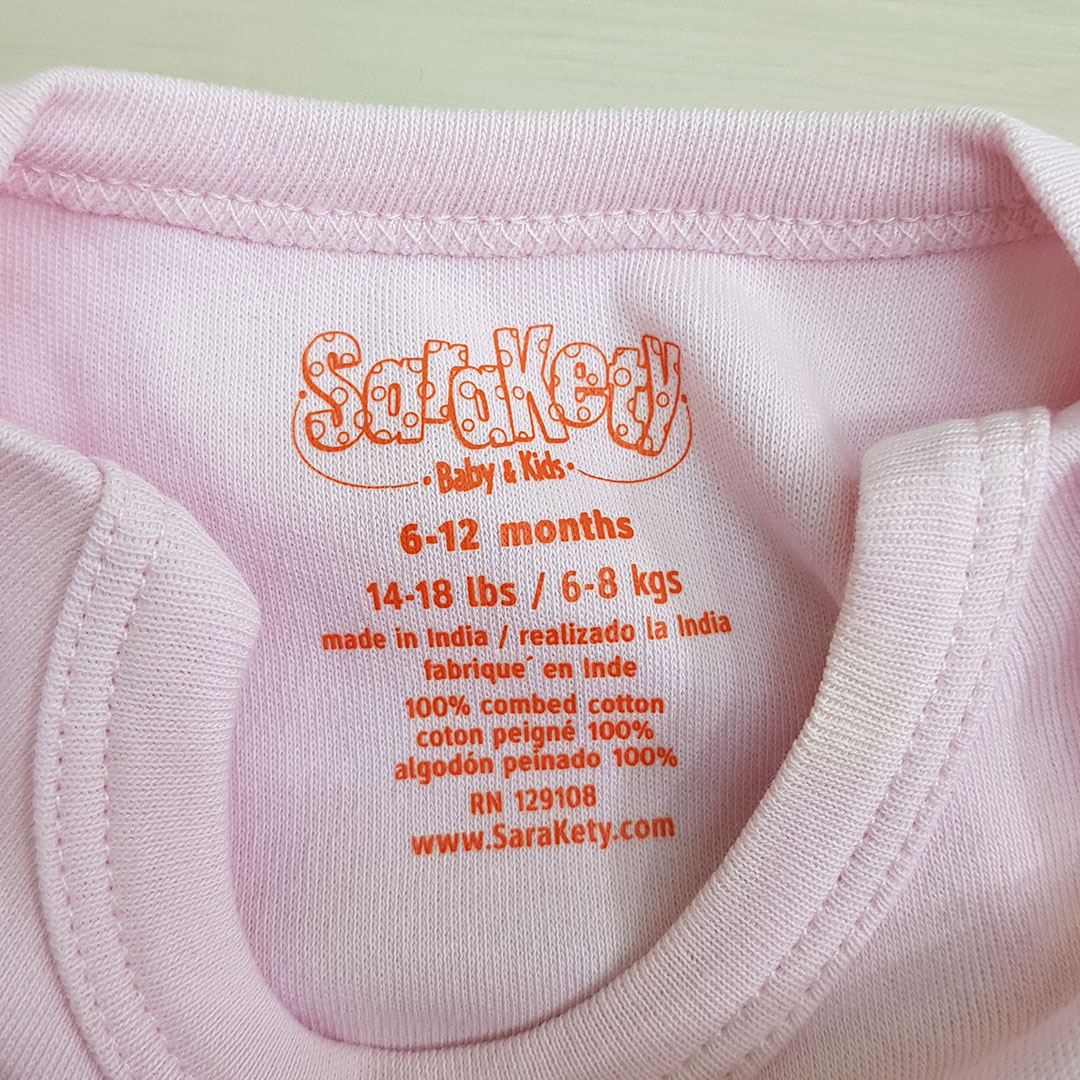 SaraKety
• Baby & Kids •
6-12 months
14-18 lbs / 6-8 kgs
made in India / realizado la India
fabrique´ en Inde
100% combed cotton
coton peigné 100%
algodón peinado 100%
RN 129108
www.SaraKety.com